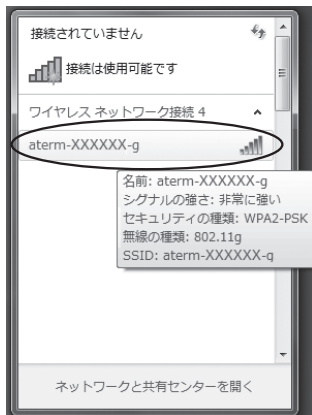 接続されていません
接続は使用可能です
ワイヤレス ネットワーク接続 4
aterm-XXXXXX-g
名前: aterm-XXXXXX-g
シグナルの強さ: 非常に強い
セキュリティの種類: WPA2-PSK
無線の種類: 802.11g
SSID: aterm-XXXXXX-g
ネットワークと共有センターを開く